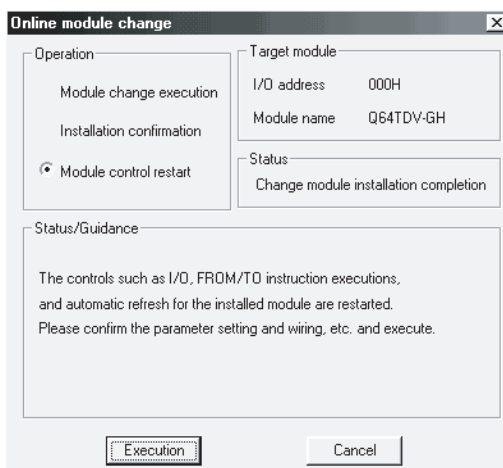 Online module change
Operation
Module change execution
Installation confirmation
Module control restart
Target module
I/O address 000H
Module name Q64TDV-GH
Status
Change module installation completion
Status/Guidance
The controls such as I/O, FROM/TO instruction executions,
and automatic refresh for the installed module are restarted.
Please confirm the parameter setting and wiring, etc. and execute.
Execution
Cancel